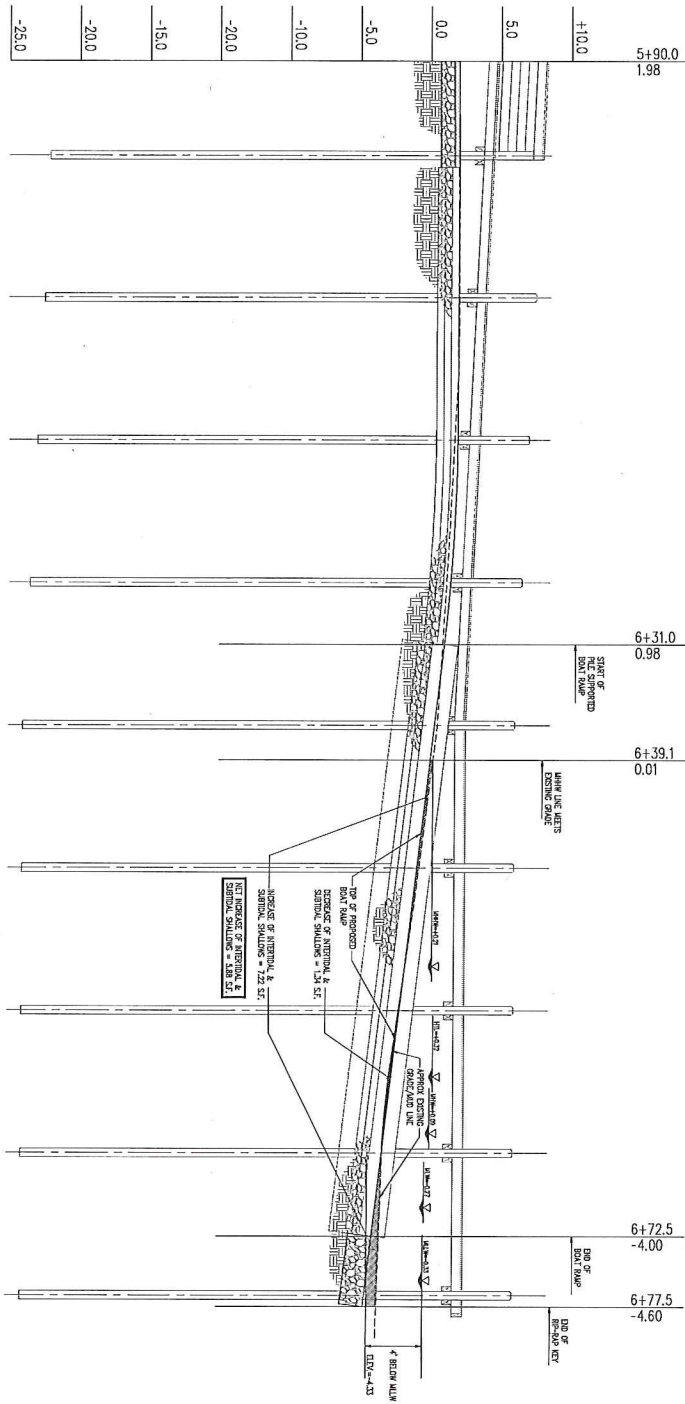 +10.0
5.0
0.0
-5.0
-10.0
-15.0
-20.0
-25.0
5+90.0
1.98
6+31.0
0.98
6+39.1
0.01
6+72.5
-4.00
6+77.5
-4.60
START OF
PILE SUPPORTED
BOAT RAMP
MHHW LINE MEETS
EXISTING GRADE
END OF
BOAT RAMP
END OF
RIP-RAP KEY
APPROX EXISTING
GRADE/MUD LINE
TOP OF PROPOSED
BOAT RAMP
DECREASE OF INTERTIDAL &
SUBTIDAL SHALLOWS = 1.34 S.F.
INCREASE OF INTERTIDAL &
SUBTIDAL SHALLOWS = 7.22 S.F.
NET INCREASE OF INTERTIDAL &
SUBTIDAL SHALLOWS = 5.88 S.F.
4' BELOW MLLW
ELEV=-4.33